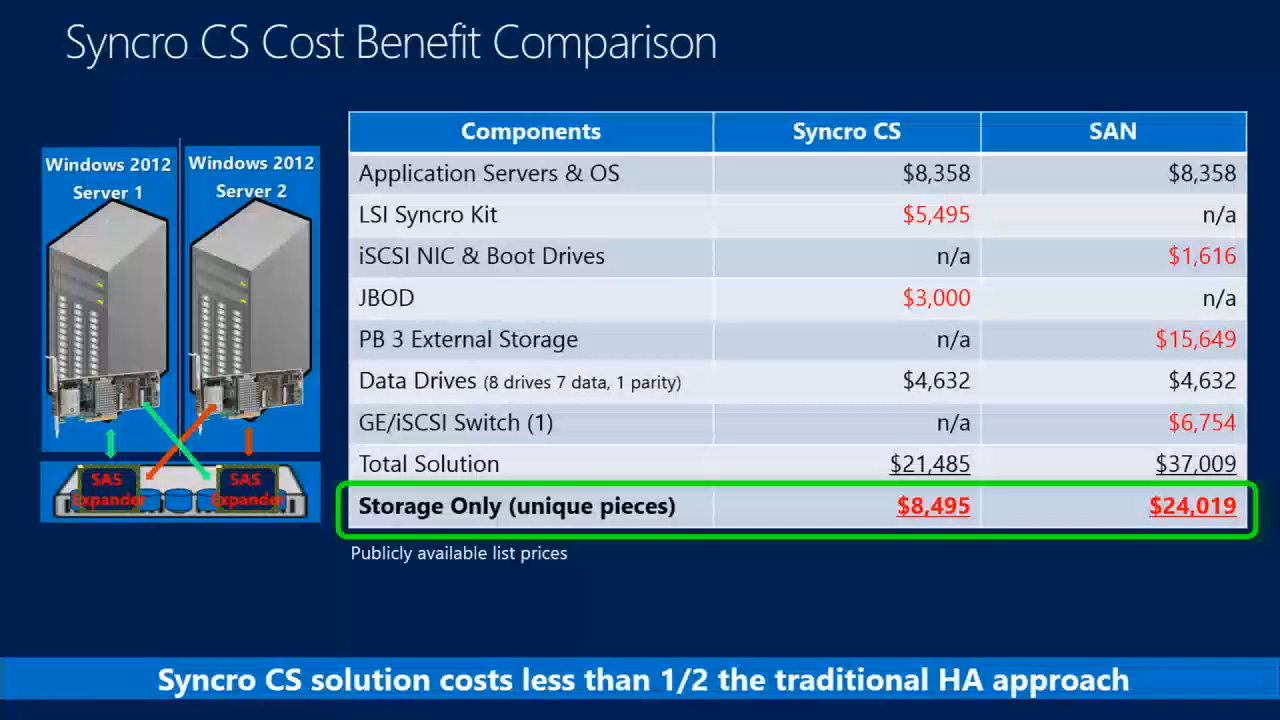 Syncro CS Cost Benefit Comparison
Windows 2012
Server 1
Windows 2012
Server 2
SAS
Expander
SAS
Expander
Components Syncro CS SAN
Application Servers & OS $8,358 $8,358
LSI Syncro Kit $5,495 n/a
iSCSI NIC & Boot Drives n/a $1,616
JBOD $3,000 n/a
PB 3 External Storage n/a $15,649
Data Drives (8 drives 7 data, 1 parity) $4,632 $4,632
GE/iSCSI Switch (1) n/a $6,754
Total Solution $21,485 $37,009
Storage Only (unique pieces) $8,495 $24,019
Publicly available list prices
Syncro CS solution costs less than 1/2 the traditional HA approach